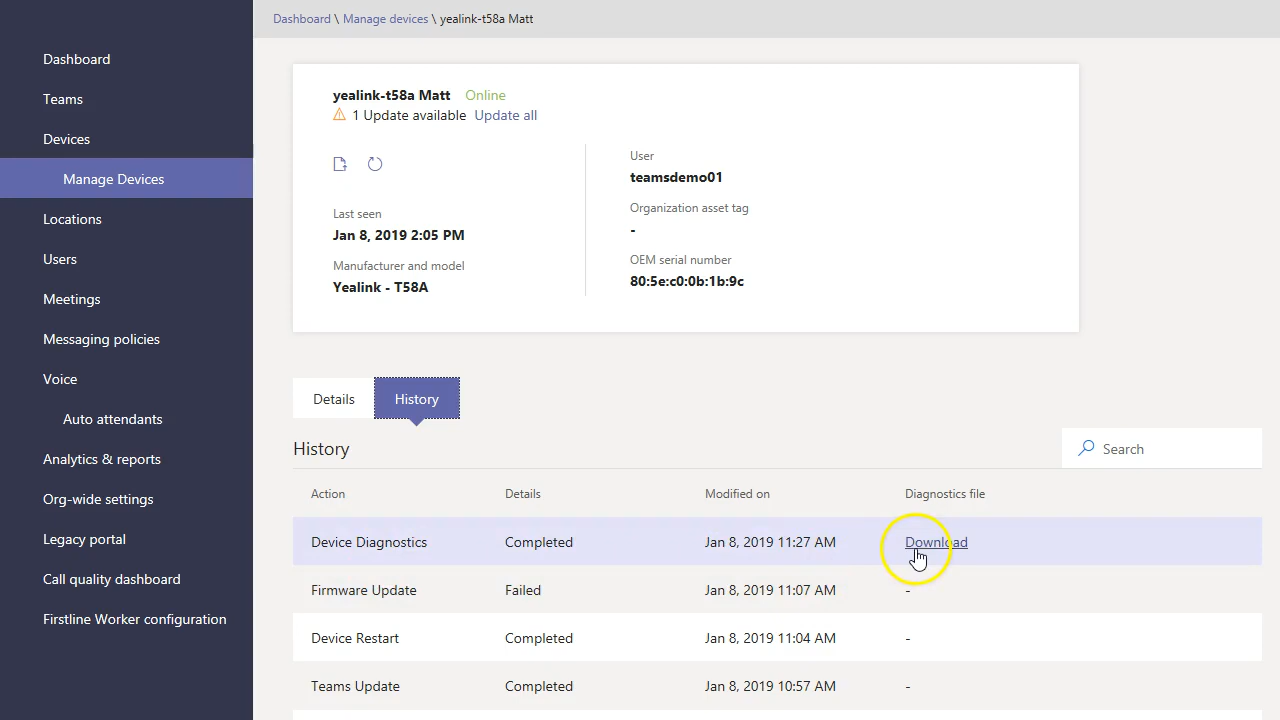 Dashboard \ Manage devices \ yealink-t58a Matt
Dashboard
Teams
Devices
Manage Devices
Locations
Users
Meetings
Messaging policies
Voice
Auto attendants
Analytics & reports
Org-wide settings
Legacy portal
Call quality dashboard
Firstline Worker configuration
yealink-t58a Matt Online
1 Update available Update all
Last seen
Jan 8, 2019 2:05 PM
Manufacturer and model
Yealink - T58A
User
teamsdemo01
Organization asset tag
-
OEM serial number
80:5e:c0:0b:1b:9c
Details History
History Search
Action Details Modified on Diagnostics file
Device Diagnostics Completed Jan 8, 2019 11:27 AM Download
Firmware Update Failed Jan 8, 2019 11:07 AM -
Device Restart Completed Jan 8, 2019 11:04 AM -
Teams Update Completed Jan 8, 2019 10:57 AM -